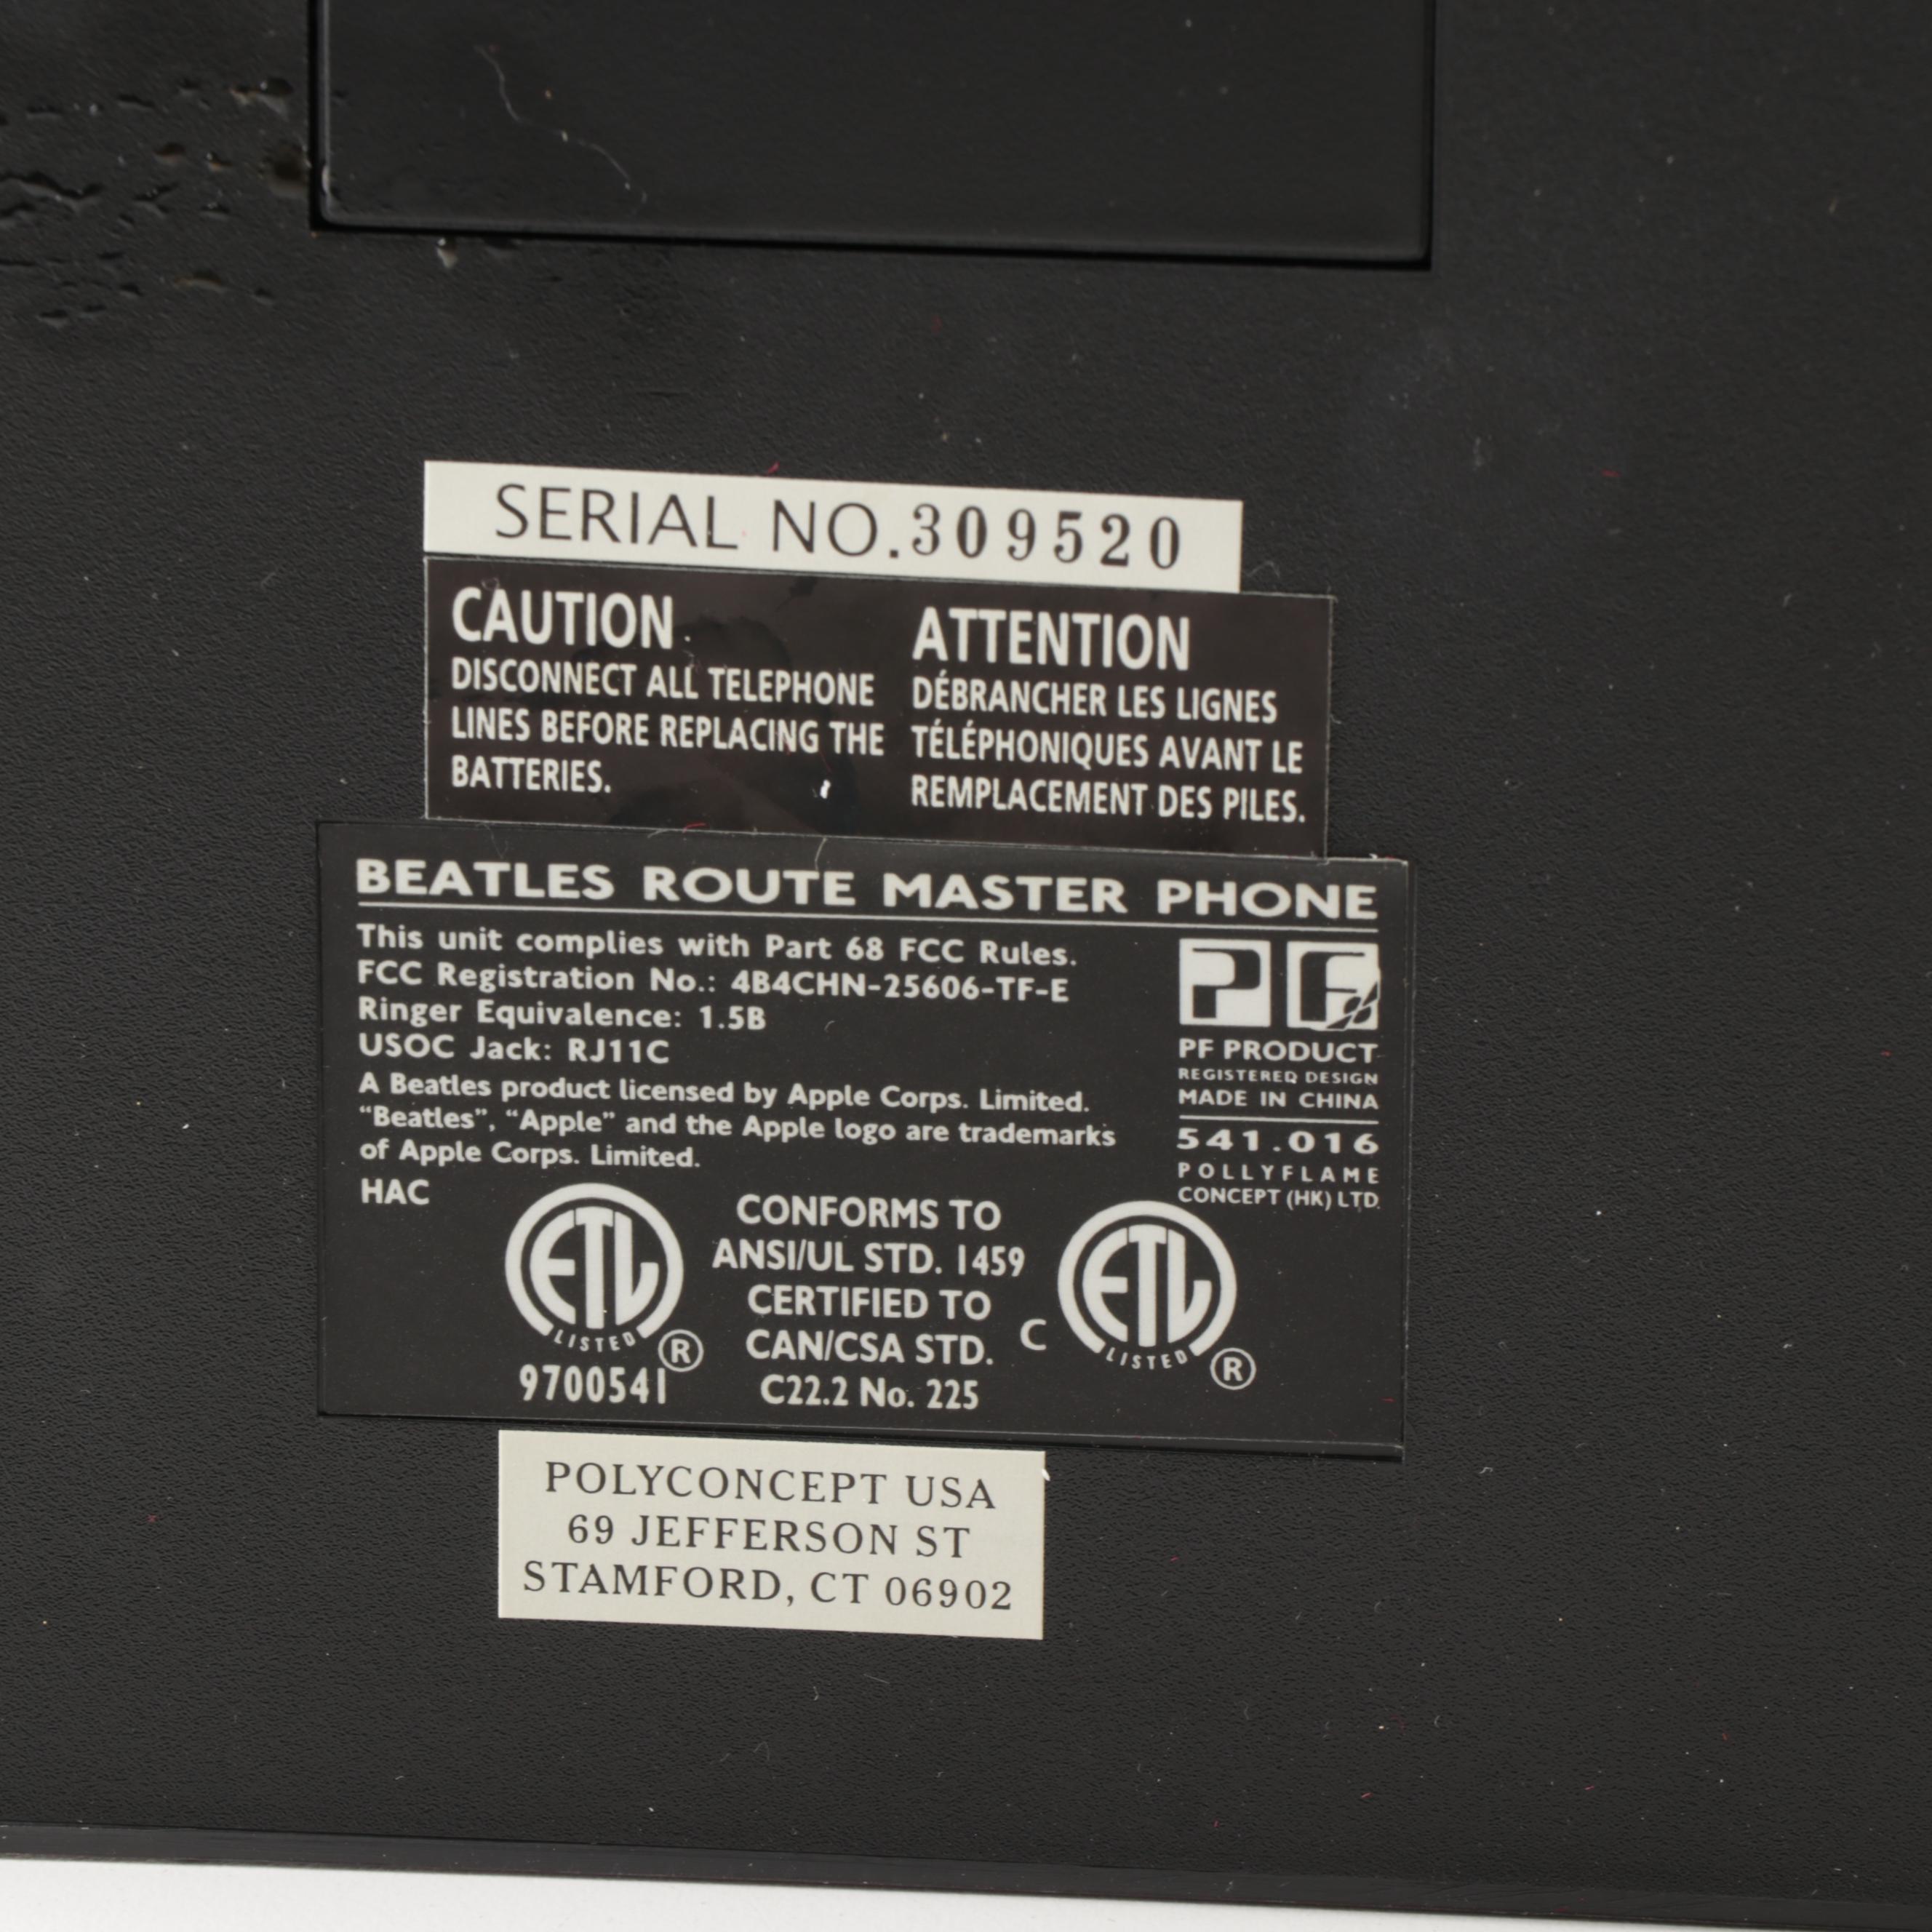 SERIAL NO.309520
CAUTION
DISCONNECT ALL TELEPHONE
LINES BEFORE REPLACING THE
BATTERIES.
ATTENTION
DÉBRANCHER LES LIGNES
TÉLÉPHONIQUES AVANT LE
REMPLACEMENT DES PILES.
BEATLES ROUTE MASTER PHONE
This unit complies with Part 68 FCC Rules.
FCC Registration No.: 4B4CHN-25606-TF-E
Ringer Equivalence: 1.5B
USOC Jack: RJ11C
A Beatles product licensed by Apple Corps. Limited.
“Beatles”, “Apple” and the Apple logo are trademarks
of Apple Corps. Limited.
HAC
PF
PF PRODUCT
REGISTERED DESIGN
MADE IN CHINA
541.016
POLLYFLAME
CONCEPT (HK) LTD.
ETL
LISTED
®
9700541
CONFORMS TO
ANSI/UL STD. 1459
CERTIFIED TO
CAN/CSA STD.
C22.2 No. 225
C
ETL
LISTED
®
POLYCONCEPT USA
69 JEFFERSON ST
STAMFORD, CT 06902